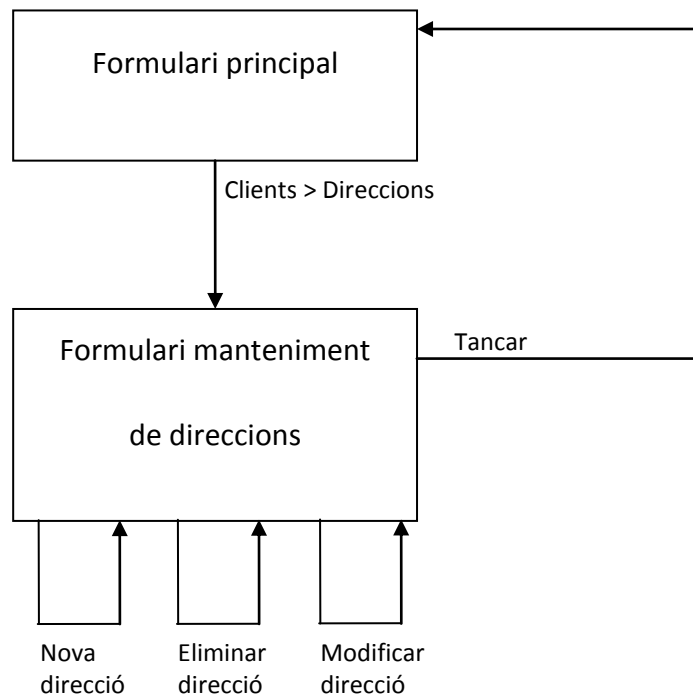 Formulari principal
Clients > Direccions
Formulari manteniment
de direccions
Tancar
Nova
direcció
Eliminar
direcció
Modificar
direcció